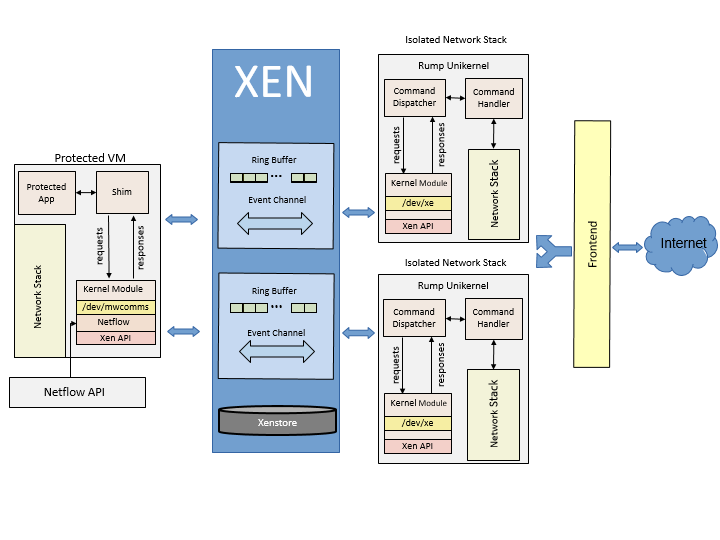 Protected VM
Protected
App
Shim
requests
responses
Network Stack
Kernel Module
/dev/mwcomms
Netflow
Xen API
Netflow API
XEN
Ring Buffer
Event Channel
Ring Buffer
Event Channel
Xenstore
Isolated Network Stack
Rump Unikernel
Command
Dispatcher
Command
Handler
requests
responses
Kernel Module
/dev/xe
Xen API
Network Stack
Isolated Network Stack
Rump Unikernel
Command
Dispatcher
Command
Handler
requests
responses
Kernel Module
/dev/xe
Xen API
Network Stack
Frontend
Internet